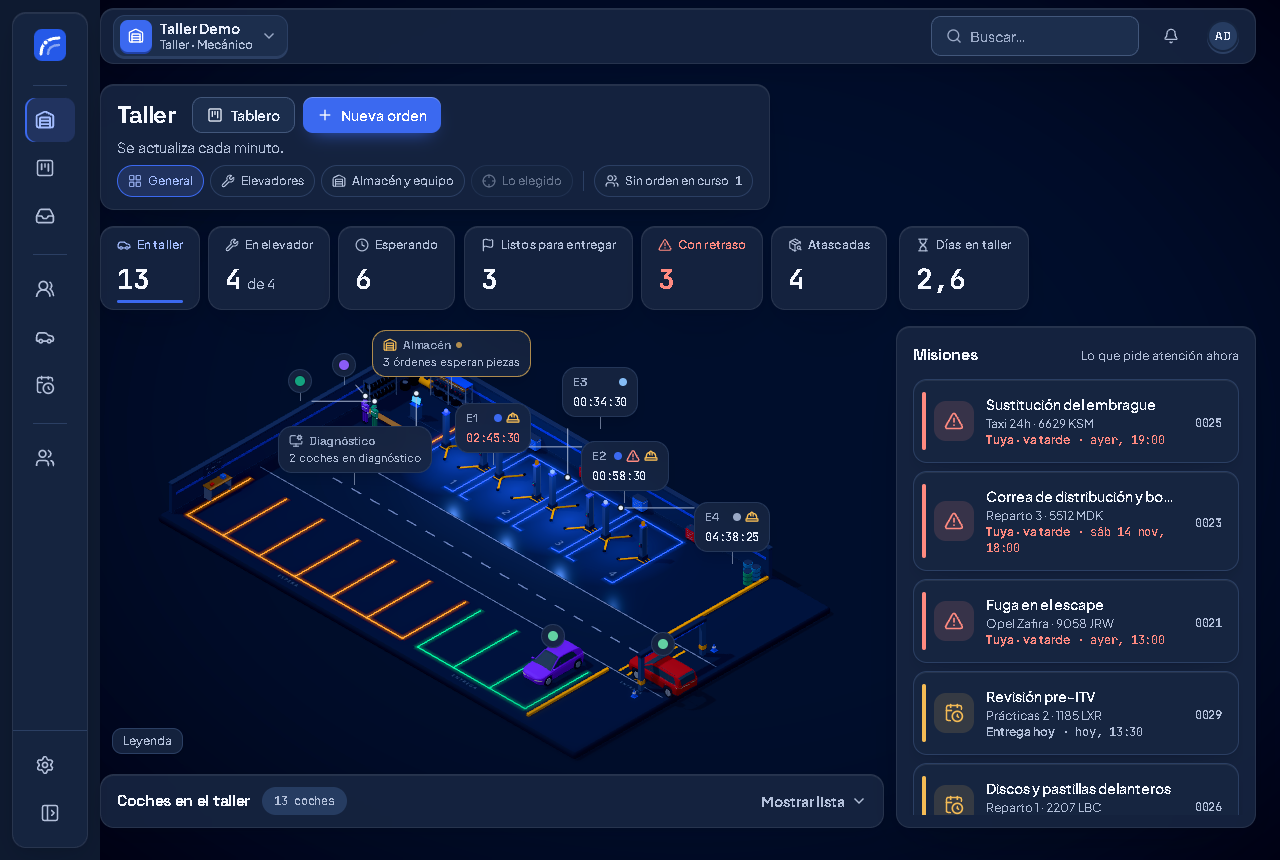 Taller Demo
Taller · Mecánico
Buscar...
AD
Taller
Tablero
Nueva orden
Se actualiza cada minuto.
General
Elevadores
Almacén y equipo
Lo elegido
Sin orden en curso 1
En taller
13
En elevador
4 de 4
Esperando
6
Listos para entregar
3
Con retraso
3
Atascadas
4
Días en taller
2,6
Almacén
3 órdenes esperan piezas
E3
00:34:30
E1
02:45:30
Diagnóstico
2 coches en diagnóstico
E2
00:58:30
E4
04:38:25
Leyenda
Coches en el taller
13 coches
Mostrar lista
Misiones
Lo que pide atención ahora
Sustitución del embrague
Taxi 24h · 6629 KSM
Tuya · va tarde · ayer, 19:00
0025
Correa de distribución y bo...
Reparto 3 · 5512 MDK
Tuya · va tarde · sáb 14 nov,
18:00
0023
Fuga en el escape
Opel Zafira · 9058 JRW
Tuya · va tarde · ayer, 13:00
0021
Revisión pre-ITV
Prácticas 2 · 1185 LXR
Entrega hoy · hoy, 13:30
0029
Discos y pastillas delanteros
Reparto 1 · 2207 LBC
0026